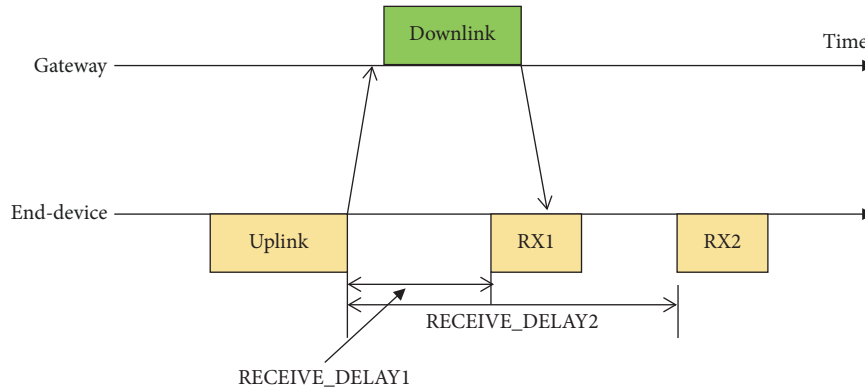 Downlink
Time
Gateway
End-device
Uplink
RX1
RX2
RECEIVE_DELAY2
RECEIVE_DELAY1